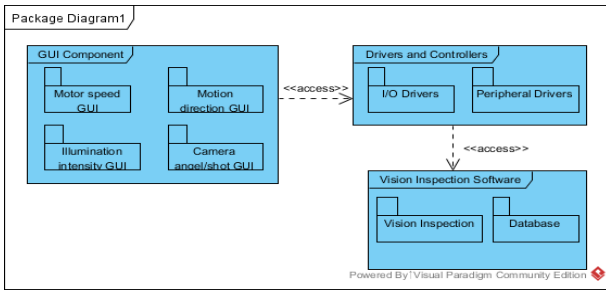 Package Diagram1
GUI Component
Motor speed
GUI
Motion
direction GUI
Illumination
intensity GUI
Camera
angel/shot GUI
<<access>>
Drivers and Controllers
I/O Drivers
Peripheral Drivers
<<access>>
Vision Inspection Software
Vision Inspection
Database
Powered By Visual Paradigm Community Edition